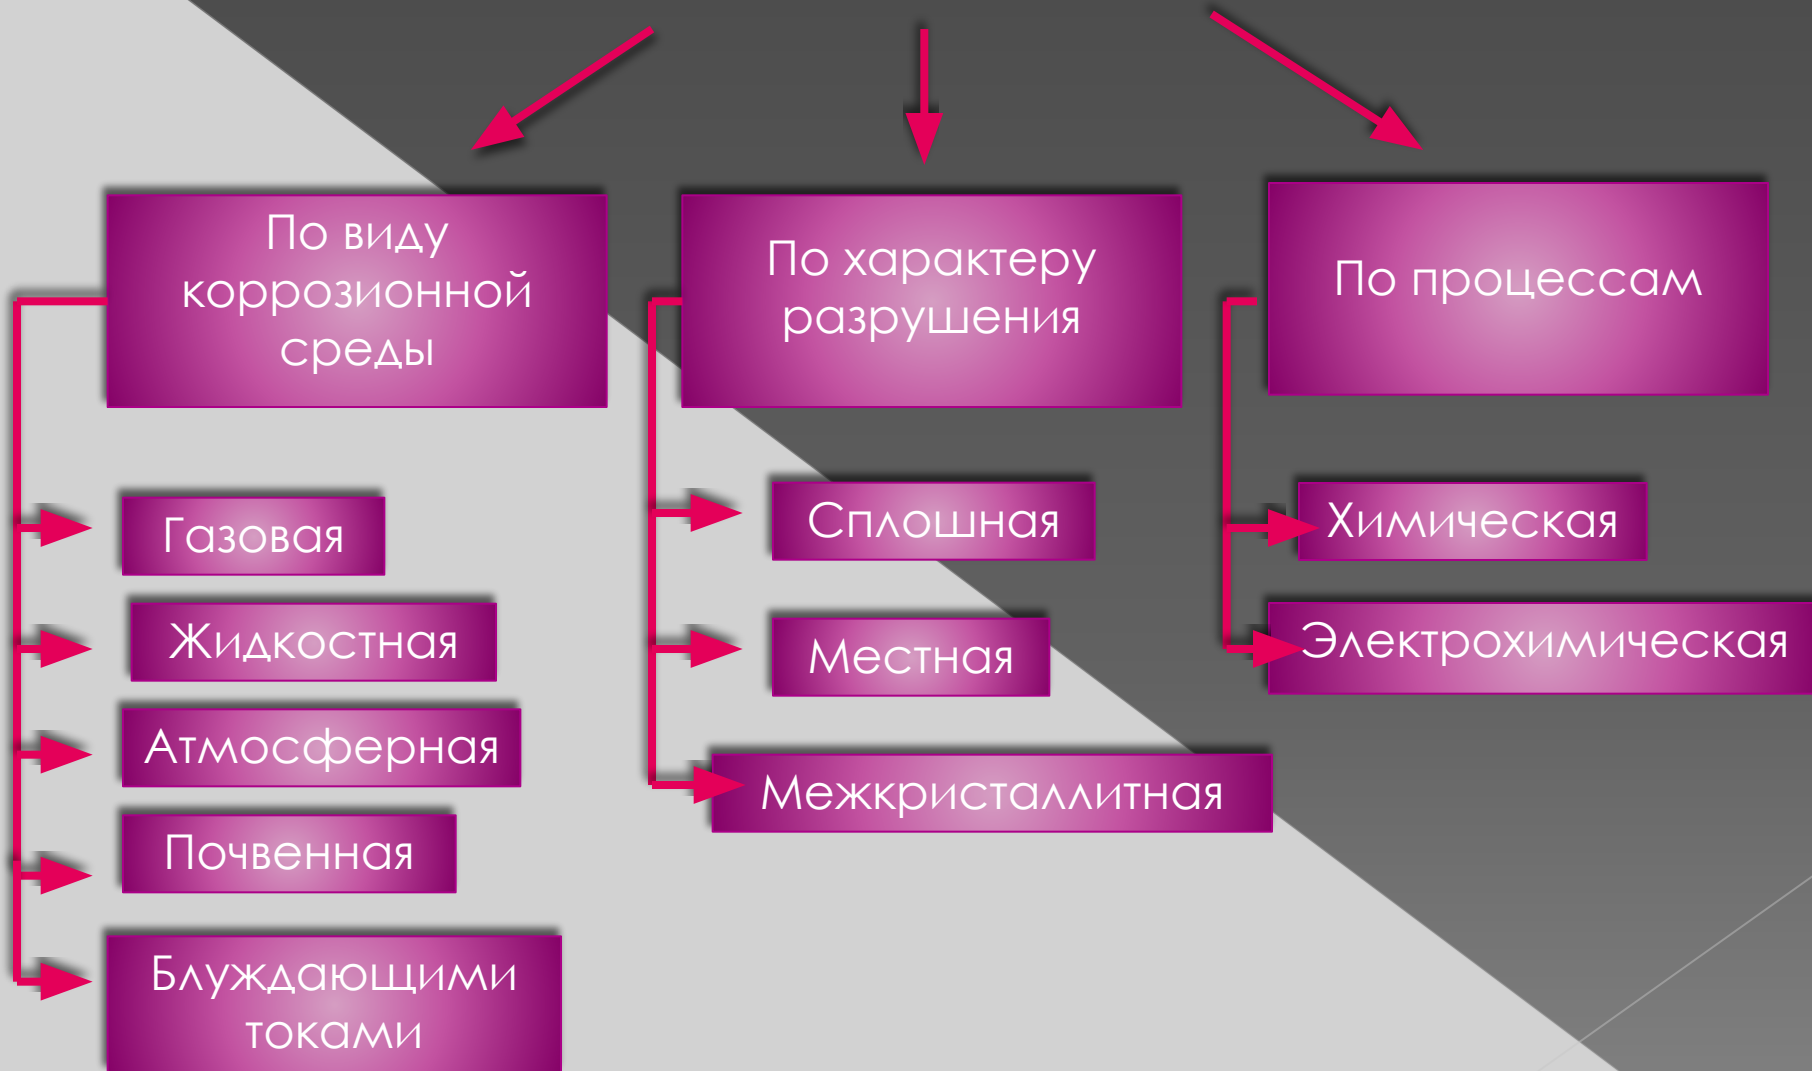 По виду
коррозионной
среды
По характеру
разрушения
По процессам
Газовая
Жидкостная
Атмосферная
Почвенная
Блуждающими
токами
Сплошная
Местная
Межкристаллитная
Химическая
Электрохимическая